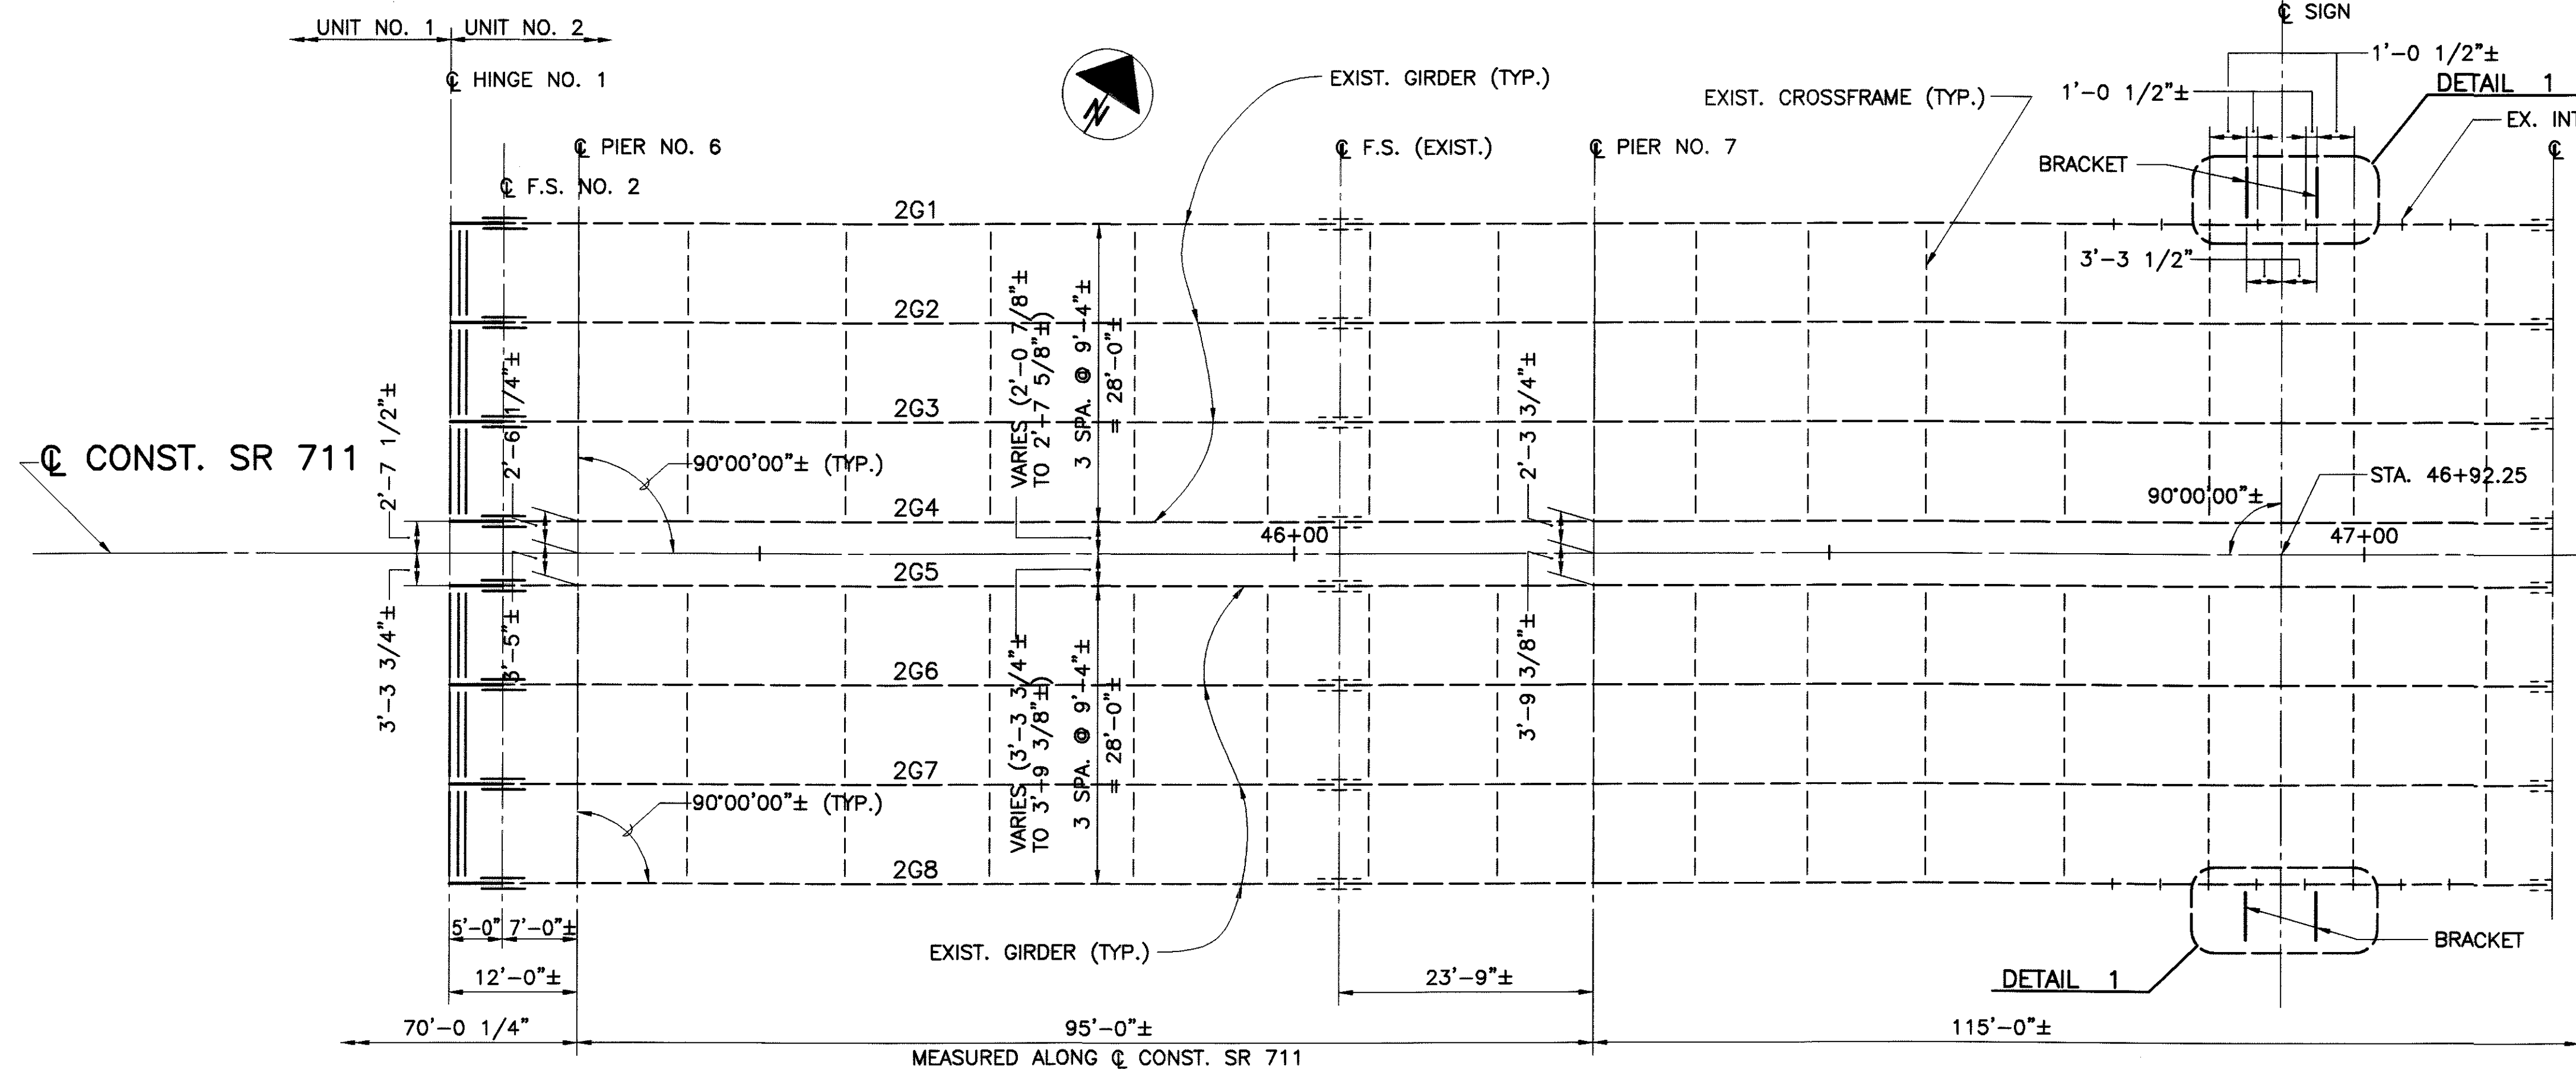 UNIT NO. 1 UNIT NO. 2
℄ HINGE NO. 1
℄ F.S. NO. 2
℄ PIER NO. 6
N
EXIST. GIRDER (TYP.)
℄ F.S. (EXIST.)
℄ PIER NO. 7
EXIST. CROSSFRAME (TYP.)
℄ SIGN
1'-0 1/2"±
1'-0 1/2"±
DETAIL 1
EX. INT
℄
BRACKET
3'-3 1/2"
2G1
2G2
2G3
2G4
2G5
2G6
2G7
2G8
℄ CONST. SR 711
2'-7 1/2"±
3'-3 3/4"±
2'-6 1/4"±
3'-5"±
90°00'00"± (TYP.)
90°00'00"± (TYP.)
VARIES (2'-0 7/8"±
TO 2'-7 5/8"±)
3 SPA. @ 9'-4"±
= 28'-0"±
VARIES (3'-3 3/4"±
TO 3'-9 3/8"±)
3 SPA. @ 9'-4"±
= 28'-0"±
46+00
2'-3 3/4"±
3'-9 3/8"±
90°00'00"±
STA. 46+92.25
47+00
5'-0" 7'-0"±
12'-0"±
70'-0 1/4"
EXIST. GIRDER (TYP.)
95'-0"±
MEASURED ALONG ℄ CONST. SR 711
23'-9"±
115'-0"±
BRACKET
DETAIL 1